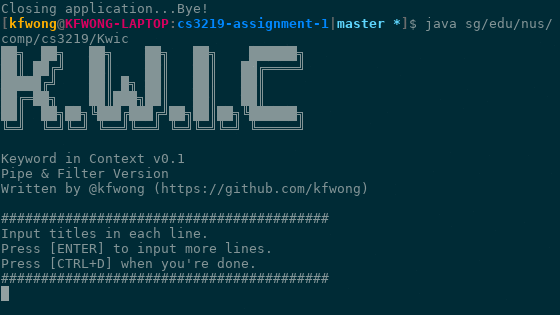 Closing application...Bye!
[kfwong@KFWONG-LAPTOP:cs3219-assignment-1|master *]$ java sg/edu/nus/
comp/cs3219/Kwic
K.W.I.C
Keyword in Context v0.1
Pipe & Filter Version
Written by @kfwong (https://github.com/kfwong)
########################################
Input titles in each line.
Press [ENTER] to input more lines.
Press [CTRL+D] when you're done.
########################################